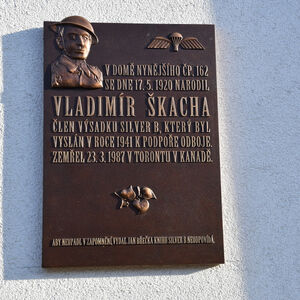 V DOMĚ NYNĚJŠÍHO ČP. 162
SE DNE 17. 5. 1920 NARODIL
VLADIMÍR ŠKACHA
ČLEN VÝSADKU SILVER B, KTERÝ BYL
VYSLÁN V ROCE 1941 K PODPOŘE ODBOJE.
ZEMŘEL 23. 3. 1987 V TORONTU V KANADĚ.
ABY NEUPADL V ZAPOMNĚNÍ VYDAL JAN BŘEČKA KNIHU SILVER B NEODPOVÍDÁ